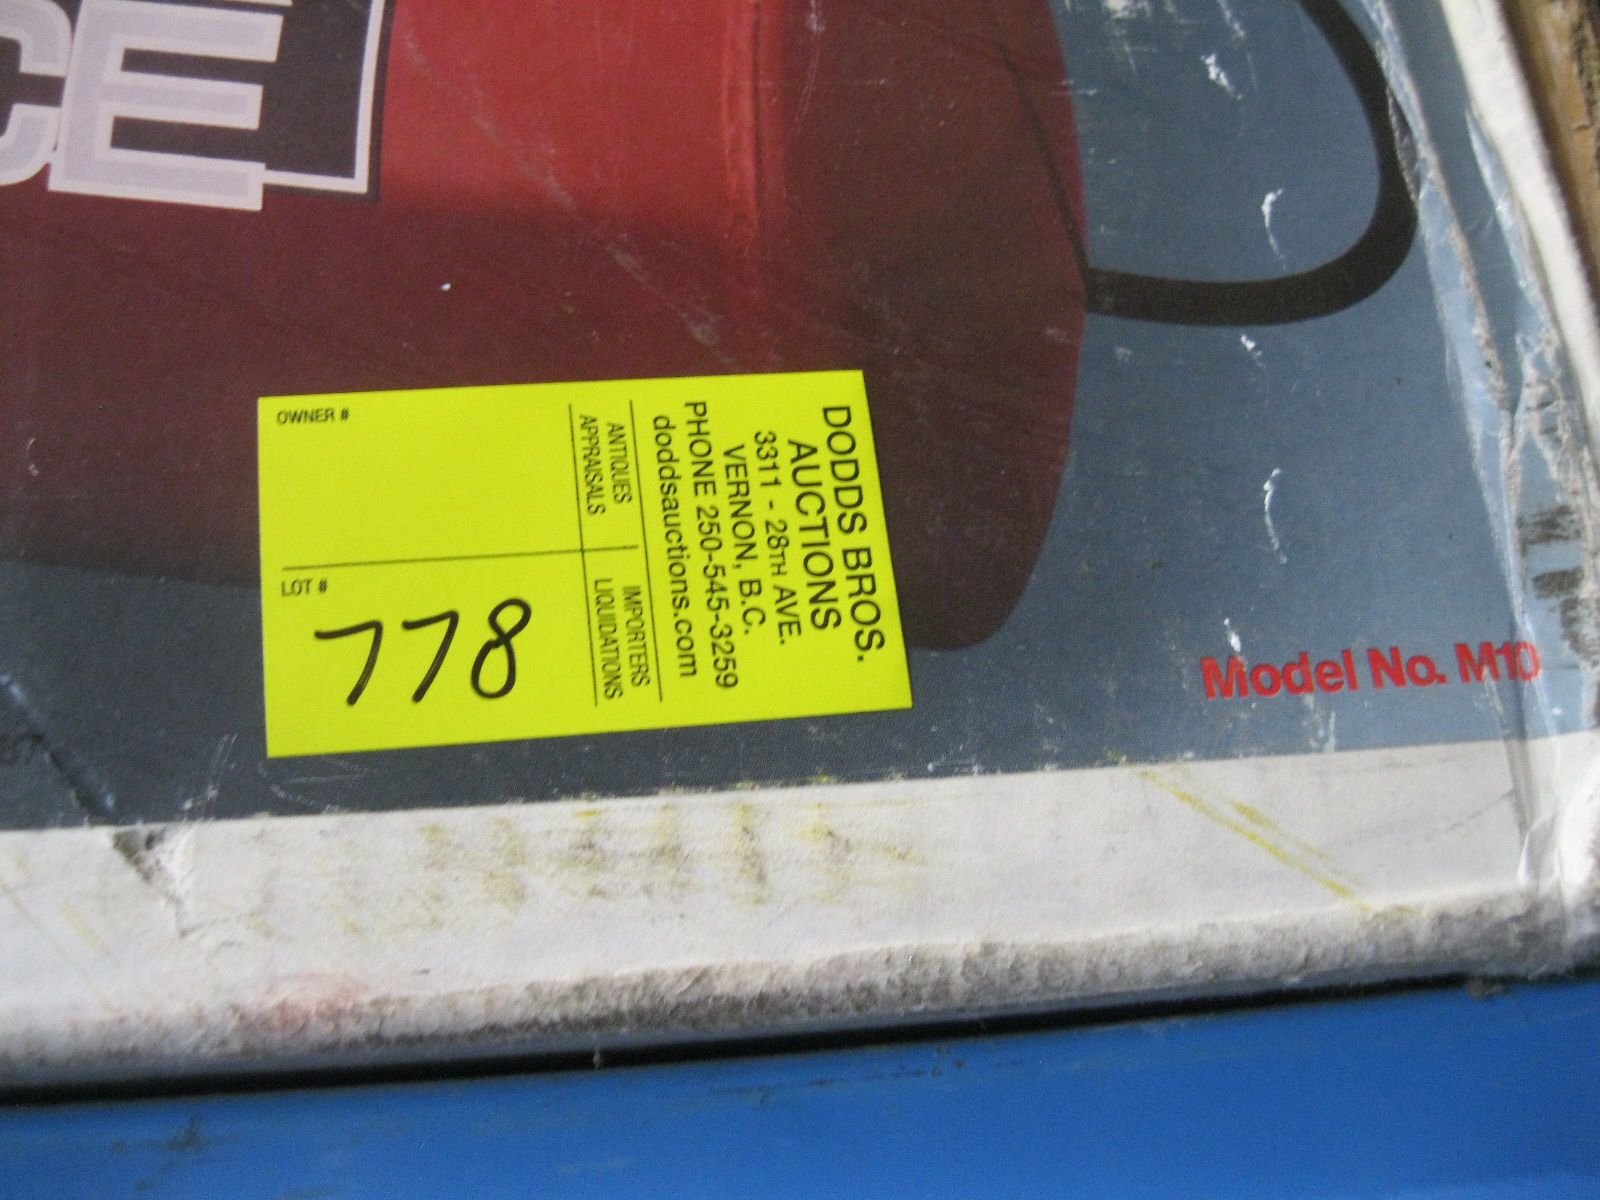 CE
DODDS BROS.
AUCTIONS
3311 - 28TH AVE.
VERNON, B.C.
PHONE 250-545-3259
doddsauctions.com
ANTIQUES IMPORTERS
APPRAISALS LIQUIDATIONS
OWNER #
LOT #
778
Model No. M10